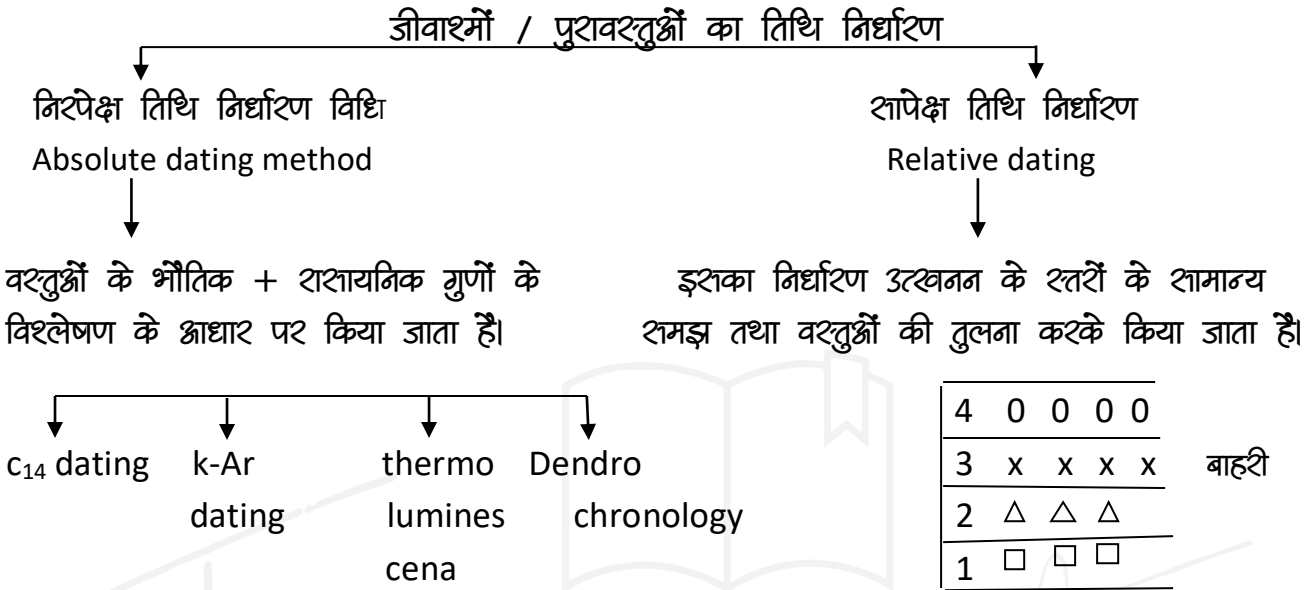 जीवाश्मों / पुरावस्तुओं का तिथि निर्धारण
निरपेक्ष तिथि निर्धारण विधि
Absolute dating method
वस्तुओं के भौतिक + रासायनिक गुणों के
विश्लेषण के आधार पर किया जाता है।
c₁₄ dating
k-Ar
dating
thermo
lumines
cena
Dendro
chronology
सापेक्ष तिथि निर्धारण
Relative dating
इसका निर्धारण उत्खनन के स्तरों के सामान्य
समझ तथा वस्तुओं की तुलना करके किया जाता है।
4 0 0 0 0
3 x x x x बाहरी
2 △ △ △
1 □ □ □